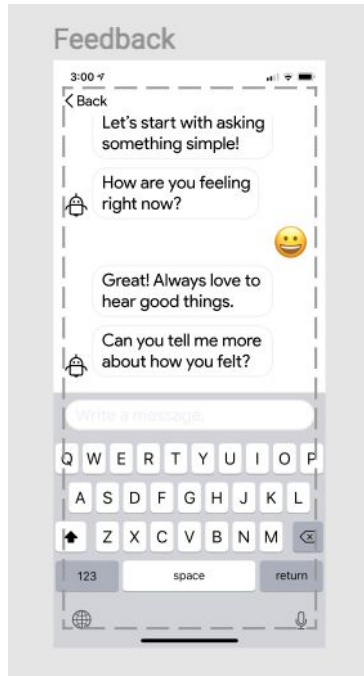 Feedback
3:00
Back
Let's start with asking
something simple!
How are you feeling
right now?
Great! Always love to
hear good things.
Can you tell me more
about how you felt?
Write a message.
Q W E R T Y U I O P
A S D F G H J K L
Z X C V B N M
123 space return